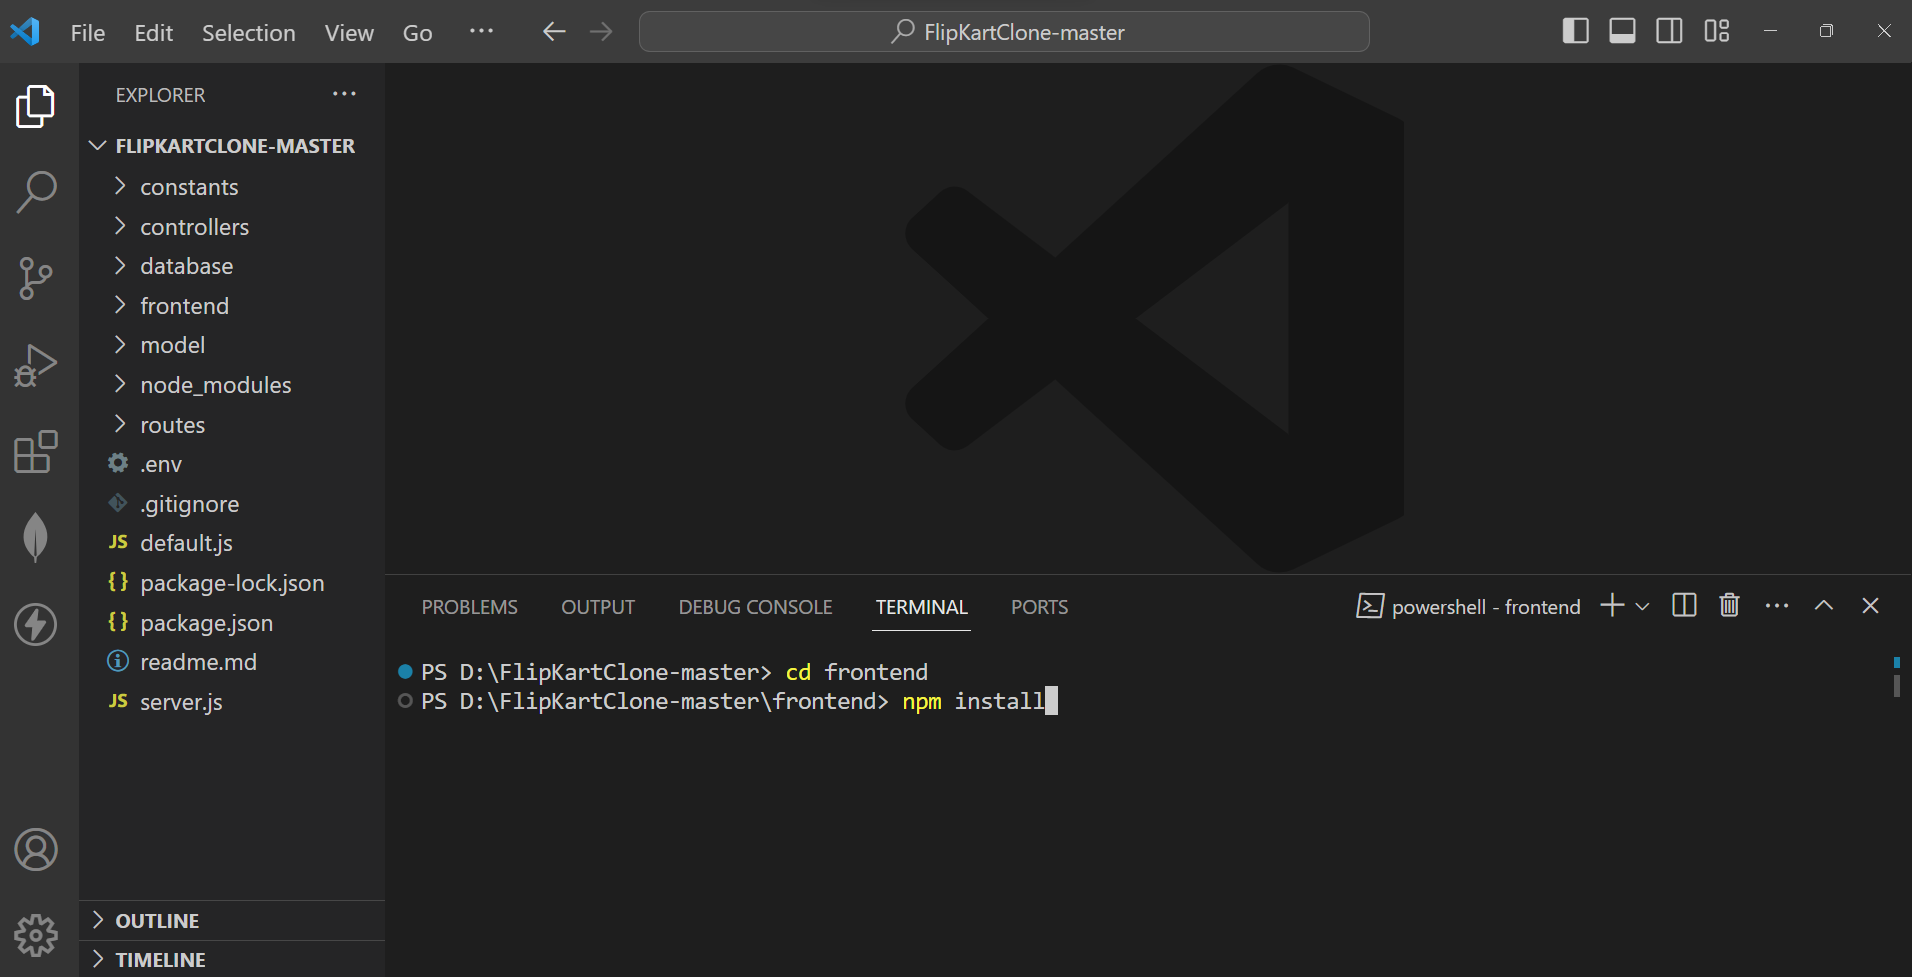 File Edit Selection View Go ··· FlipKartClone-master
EXPLORER ···
FLIPKARTCLONE-MASTER
constants
controllers
database
frontend
model
node_modules
routes
.env
.gitignore
JS default.js
{} package-lock.json
{} package.json
readme.md
JS server.js
OUTLINE
TIMELINE
PROBLEMS OUTPUT DEBUG CONSOLE TERMINAL PORTS powershell - frontend
PS D:\FlipKartClone-master> cd frontend
PS D:\FlipKartClone-master\frontend> npm install